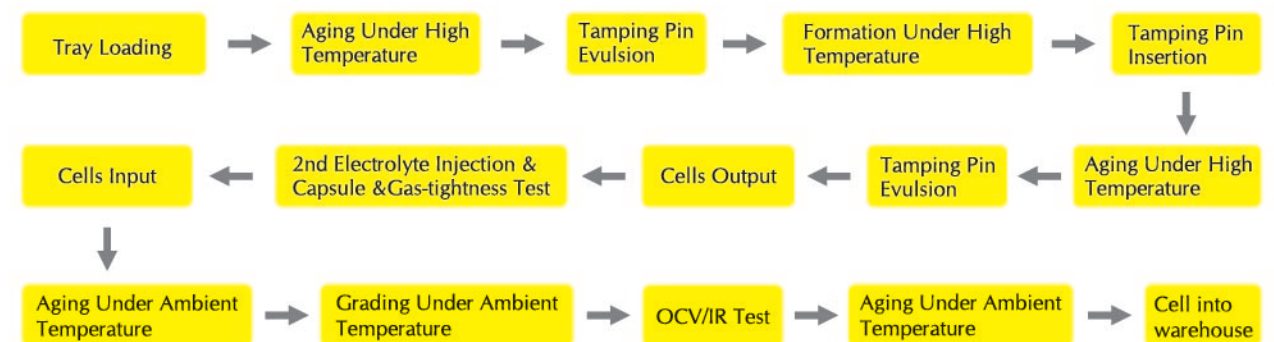 Tray Loading
Aging Under High
Temperature
Tamping Pin
Evulsion
Formation Under High
Temperature
Tamping Pin
Insertion
Aging Under High
Temperature
Tamping Pin
Evulsion
Cells Output
2nd Electrolyte Injection &
Capsule &Gas-tightness Test
Cells Input
Aging Under Ambient
Temperature
Grading Under Ambient
Temperature
OCV/IR Test
Aging Under Ambient
Temperature
Cell into
warehouse